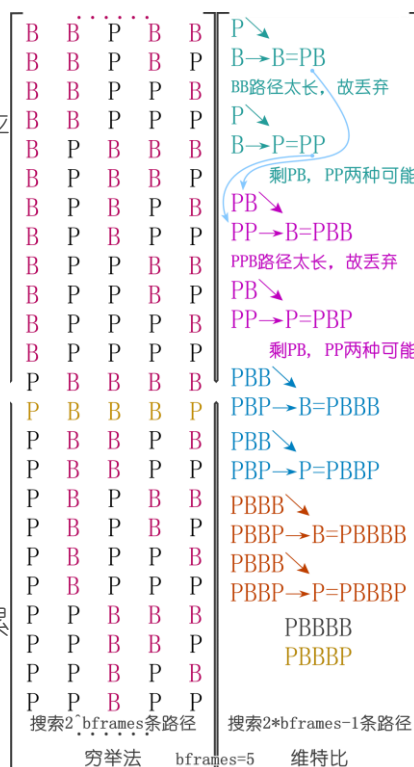 ......
B B P B B
B B P B P
B B P P B
B B P P P
B P B B B
B P B B P
B P B P B
B P B P P
B P P B B
B P P B P
B P P P B
B P P P P
P B B B B
P B B B P
P B B P B
P B B P P
P B P B B
P B P B P
P B P P B
P B P P P
P P B B B
P P B B P
P P B P B
P P B P P
搜索2^bframes条路径
......
穷举法
P↘
B→B=PB
BB路径太长，故丢弃
P↘
B→P=PP
剩PB，PP两种可能
PB↘
PP→B=PBB
PPB路径太长，故丢弃
PB↘
PP→P=PBP
剩PB，PP两种可能
PBB↘
PBP→B=PBBB
PBB↘
PBP→P=PBBP
PBBB↘
PBBP→B=PBBBB
PBBB↘
PBBP→P=PBBBP
PBBBB
PBBBP
搜索2*bframes-1条路径
bframes=5
维特比